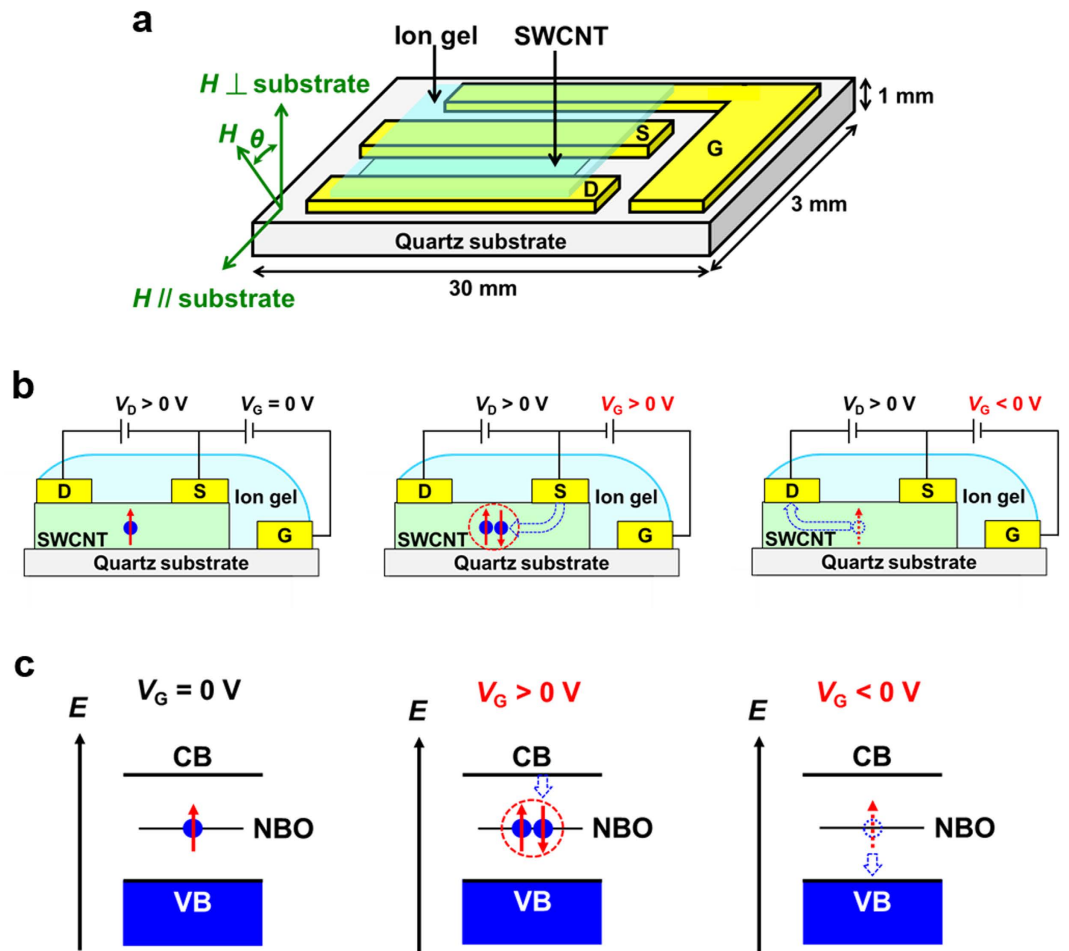 a
Ion gel
SWCNT
H ⊥ substrate
H
θ
S
G
D
1 mm
3 mm
Quartz substrate
H // substrate
30 mm
b
V_D > 0 V
V_G = 0 V
D
S
Ion gel
SWCNT
G
Quartz substrate
V_D > 0 V
V_G > 0 V
D
S
Ion gel
SWCNT
G
Quartz substrate
V_D > 0 V
V_G < 0 V
D
S
Ion gel
SWCNT
G
Quartz substrate
c
V_G = 0 V
E
CB
NBO
VB
V_G > 0 V
E
CB
NBO
VB
V_G < 0 V
E
CB
NBO
VB